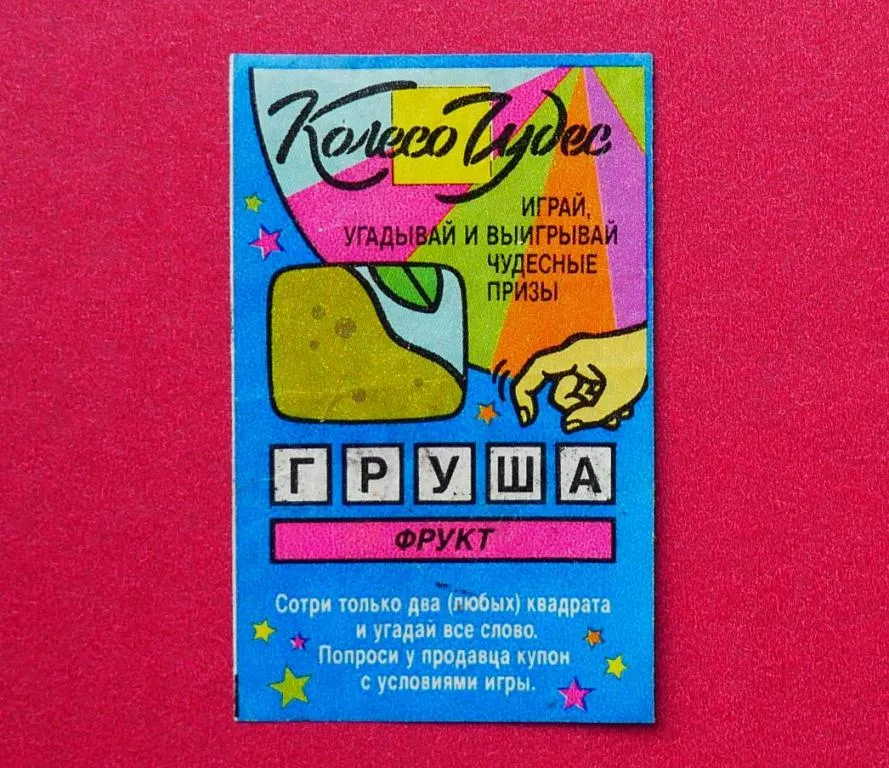 Колесо Чудес
ИГРАЙ,
УГАДЫВАЙ И ВЫИГРЫВАЙ
ЧУДЕСНЫЕ
ПРИЗЫ
ГРУША
ФРУКТ
Сотри только два (любых) квадрата
и угадай все слово.
Попроси у продавца купон
с условиями игры.